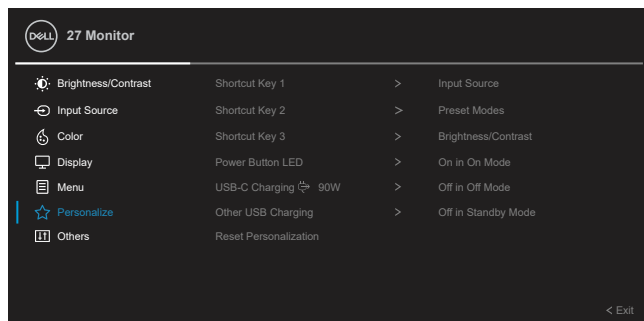 DELL 27 Monitor
Brightness/Contrast Shortcut Key 1 > Input Source
Input Source Shortcut Key 2 > Preset Modes
Color Shortcut Key 3 > Brightness/Contrast
Display Power Button LED > On in On Mode
Menu USB-C Charging 90W > Off in Off Mode
Personalize Other USB Charging > Off in Standby Mode
Others Reset Personalization
< Exit